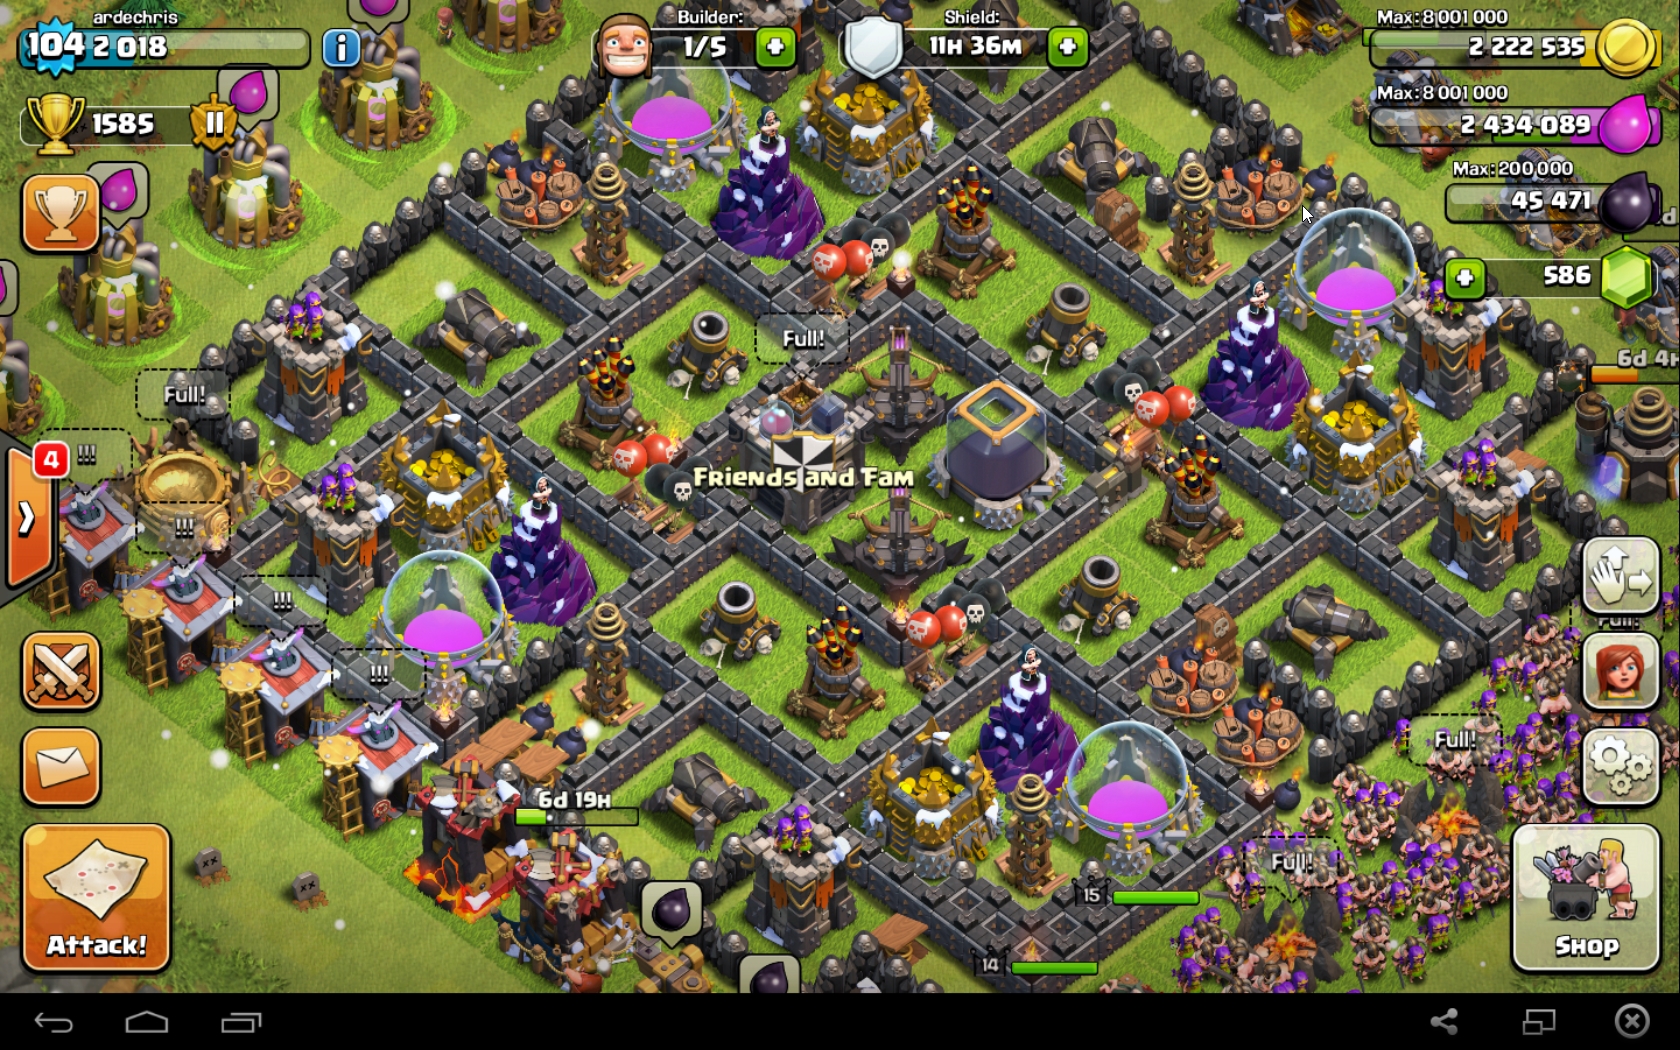 ardechris
104
2 018
Builder:
1/5
Shield:
11h 36m
Max: 8 001 000
2 222 535
Max: 8 001 000
2 434 089
Max: 200 000
45 471
586
1585
II
Full!
Full!
6d 4h
4
!!!
Friends and Fam
!!!
!!!
Full!
!!!
Full!
6d 19h
Full!
15
Attack!
Shop
14